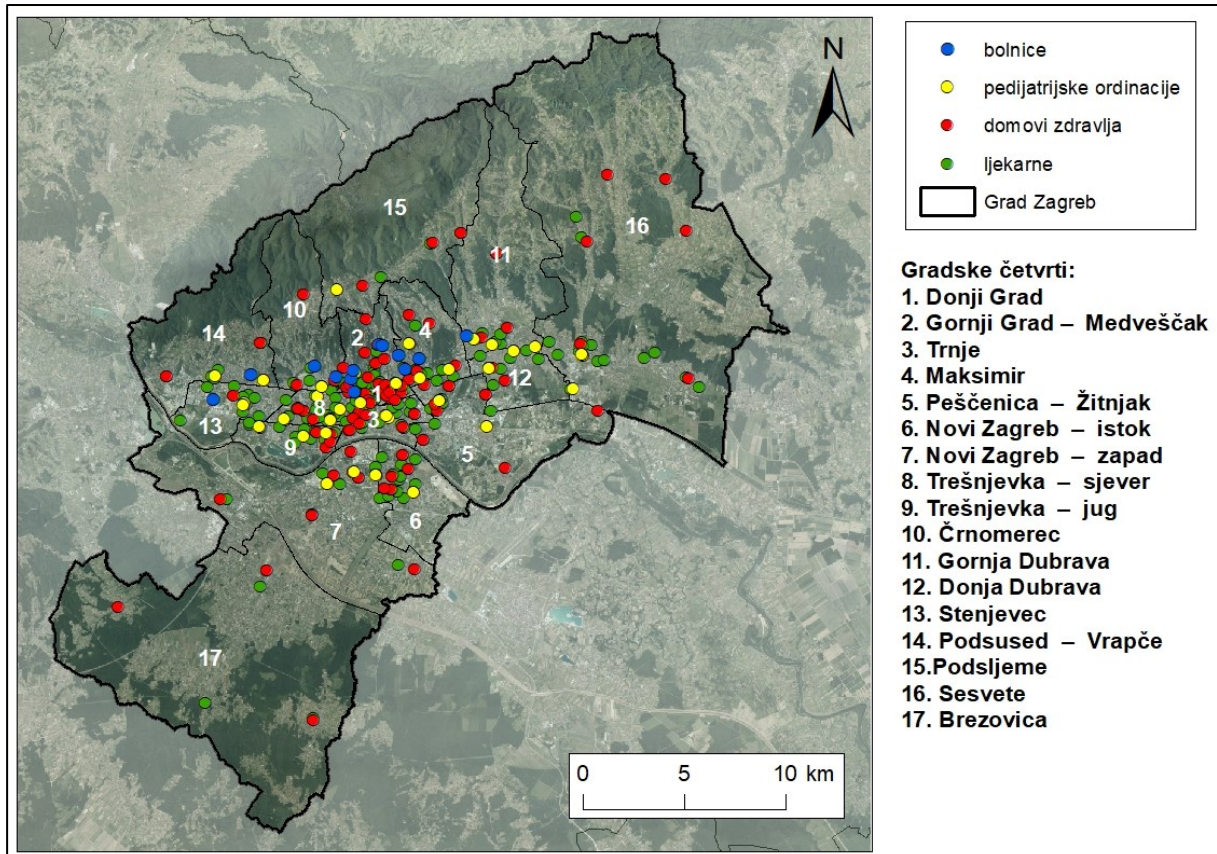 N
bolnice
pedijatrijske ordinacije
domovi zdravlja
ljekarne
Grad Zagreb
Gradske četvrti:
1. Donji Grad
2. Gornji Grad – Medveščak
3. Trnje
4. Maksimir
5. Peščenica – Žitnjak
6. Novi Zagreb – istok
7. Novi Zagreb – zapad
8. Trešnjevka – sjever
9. Trešnjevka – jug
10. Črnomerec
11. Gornja Dubrava
12. Donja Dubrava
13. Stenjevec
14. Podsused – Vrapče
15.Podsljeme
16. Sesvete
17. Brezovica
15
16
11
10
14
2
4
12
1
8
3
13
9
5
6
7
17
0 5 10 km